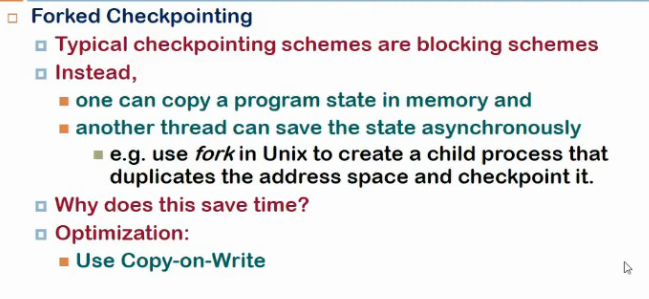 Forked Checkpointing
Typical checkpointing schemes are blocking schemes
Instead,
one can copy a program state in memory and
another thread can save the state asynchronously
e.g. use fork in Unix to create a child process that
duplicates the address space and checkpoint it.
Why does this save time?
Optimization:
Use Copy-on-Write